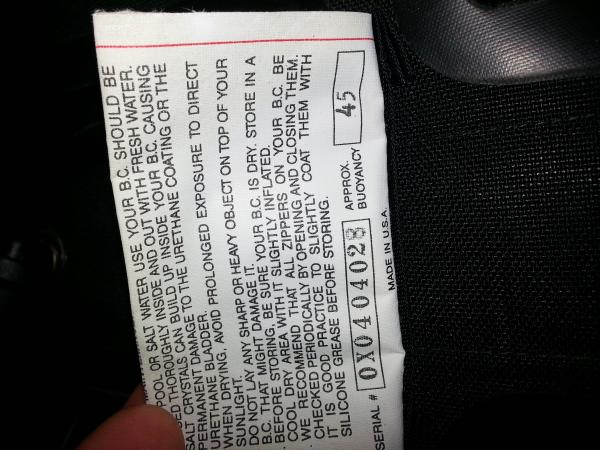 POOL OR SALT WATER USE YOUR B.C. SHOULD BE
THOROUGHLY INSIDE AND OUT WITH FRESH WATER.
SALT CRYSTALS CAN BUILD UP INSIDE YOUR B.C. CAUSING
PERMANENT DAMAGE TO THE URETHANE COATING OR THE
URETHANE BLADDER.
WHEN DRYING, AVOID PROLONGED EXPOSURE TO DIRECT
SUNLIGHT.
DO NOT LAY ANY SHARP OR HEAVY OBJECT ON TOP OF YOUR
B.C. THAT MIGHT DAMAGE IT.
BEFORE STORING, BE SURE YOUR B.C. IS DRY. STORE IN A
COOL DRY AREA WITH IT SLIGHTLY INFLATED.
WE RECOMMEND THAT ALL ZIPPERS ON YOUR B.C. BE
CHECKED PERIODICALLY BY OPENING AND CLOSING THEM.
IT IS GOOD PRACTICE TO SLIGHTLY COAT THEM WITH
SILICONE GREASE BEFORE STORING.
SERIAL # 0X0404028 APPROX. BUOYANCY 45
MADE IN U.S.A.